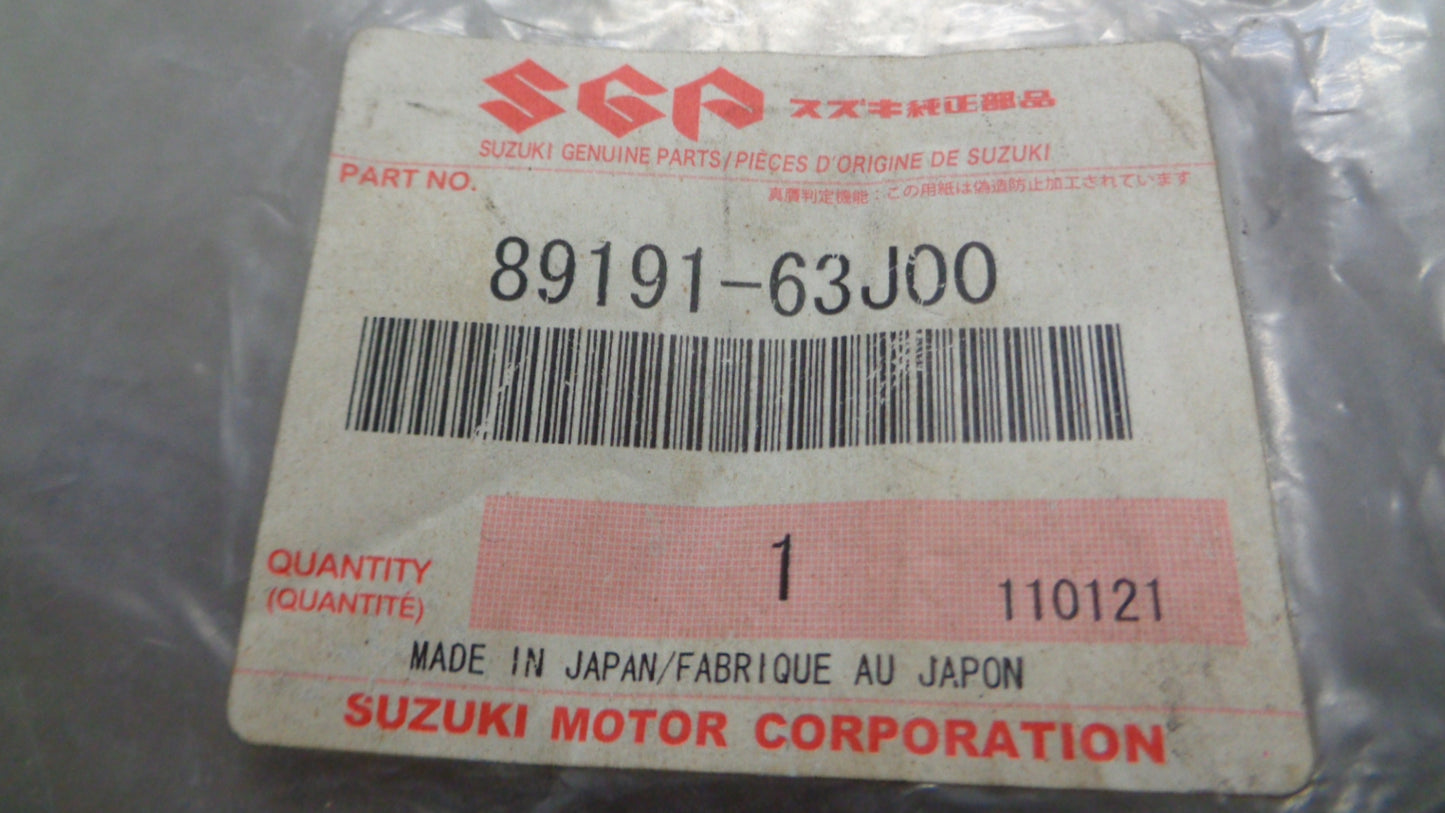 SGP スズキ純正部品
SUZUKI GENUINE PARTS/PIÈCES D'ORIGINE DE SUZUKI
PART NO.
真贋判定機能：この用紙は偽造防止加工されています
89191-63J00
QUANTITY
(QUANTITÉ)
1
110121
MADE IN JAPAN/FABRIQUE AU JAPON
SUZUKI MOTOR CORPORATION